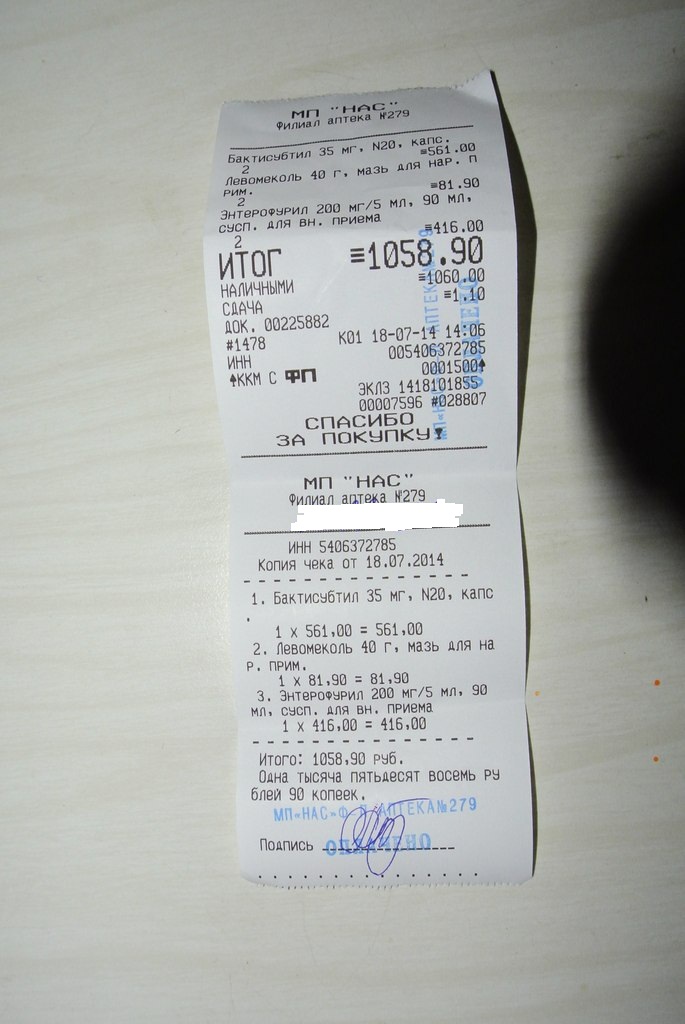 МП "НАС"
Филиал аптека №279
Бактисубтил 35 мг, N20, капс.
2 ≡561.00
Левомеколь 40 г, мазь для нар. п
рим.
2 ≡81.90
Энтерофурил 200 мг/5 мл, 90 мл,
сусп. для вн. приема
2 ≡416.00
ИТОГ ≡1058.90
НАЛИЧНЫМИ ≡1060.00
СДАЧА ≡1.10
ДОК. 00225882
#1478 К01 18-07-14 14:06
ИНН 005406372785
↑ККМ С ФП 0001500↑
ЭКЛЗ 1418101855
00007596 #028807
СПАСИБО
ЗА ПОКУПКУ!
МП "НАС"
Филиал аптека №279
ИНН 5406372785
Копия чека от 18.07.2014
1. Бактисубтил 35 мг, N20, капс
.
1 x 561,00 = 561,00
2. Левомеколь 40 г, мазь для на
р. прим.
1 x 81,90 = 81,90
3. Энтерофурил 200 мг/5 мл, 90
мл, сусп. для вн. приема
1 x 416,00 = 416,00
Итого: 1058,90 руб.
Одна тысяча пятьдесят восемь ру
блей 90 копеек.
МП«НАС»Ф-Л АПТЕКА№279
Подпись
ОПЛАЧЕНО